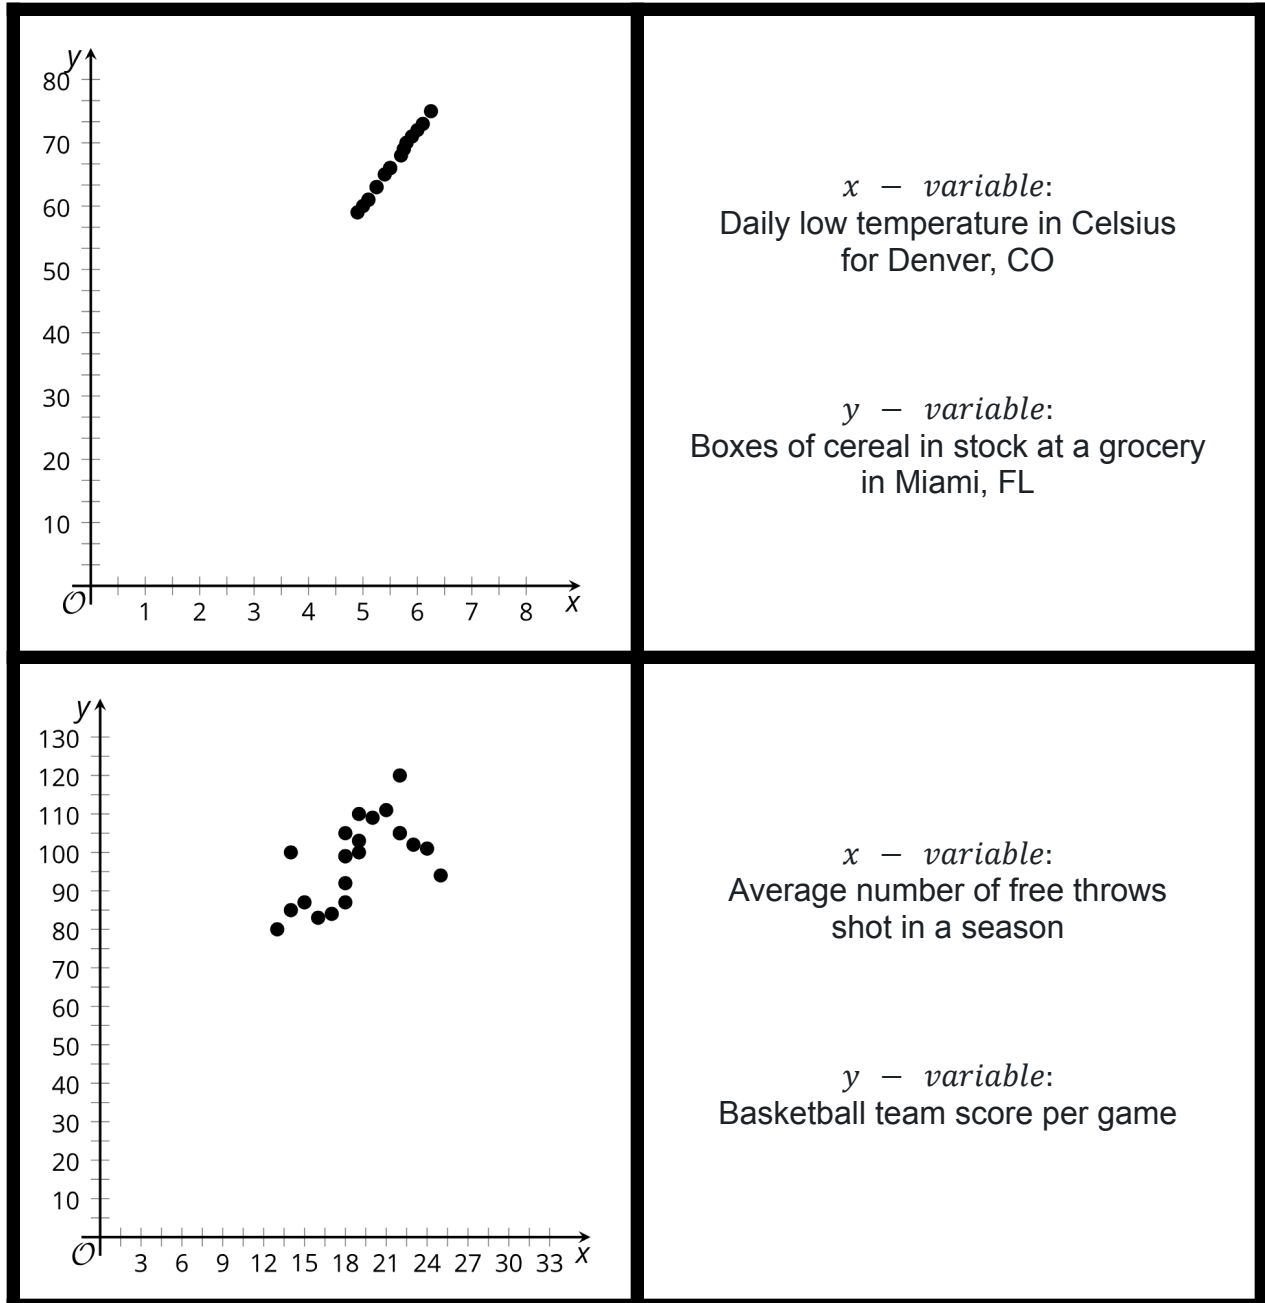 y
80
70
60
50
40
30
20
10
O
1 2 3 4 5 6 7 8 x
x − variable:
Daily low temperature in Celsius
for Denver, CO
y − variable:
Boxes of cereal in stock at a grocery
in Miami, FL
y
130
120
110
100
90
80
70
60
50
40
30
20
10
O
3 6 9 12 15 18 21 24 27 30 33 x
x − variable:
Average number of free throws
shot in a season
y − variable:
Basketball team score per game